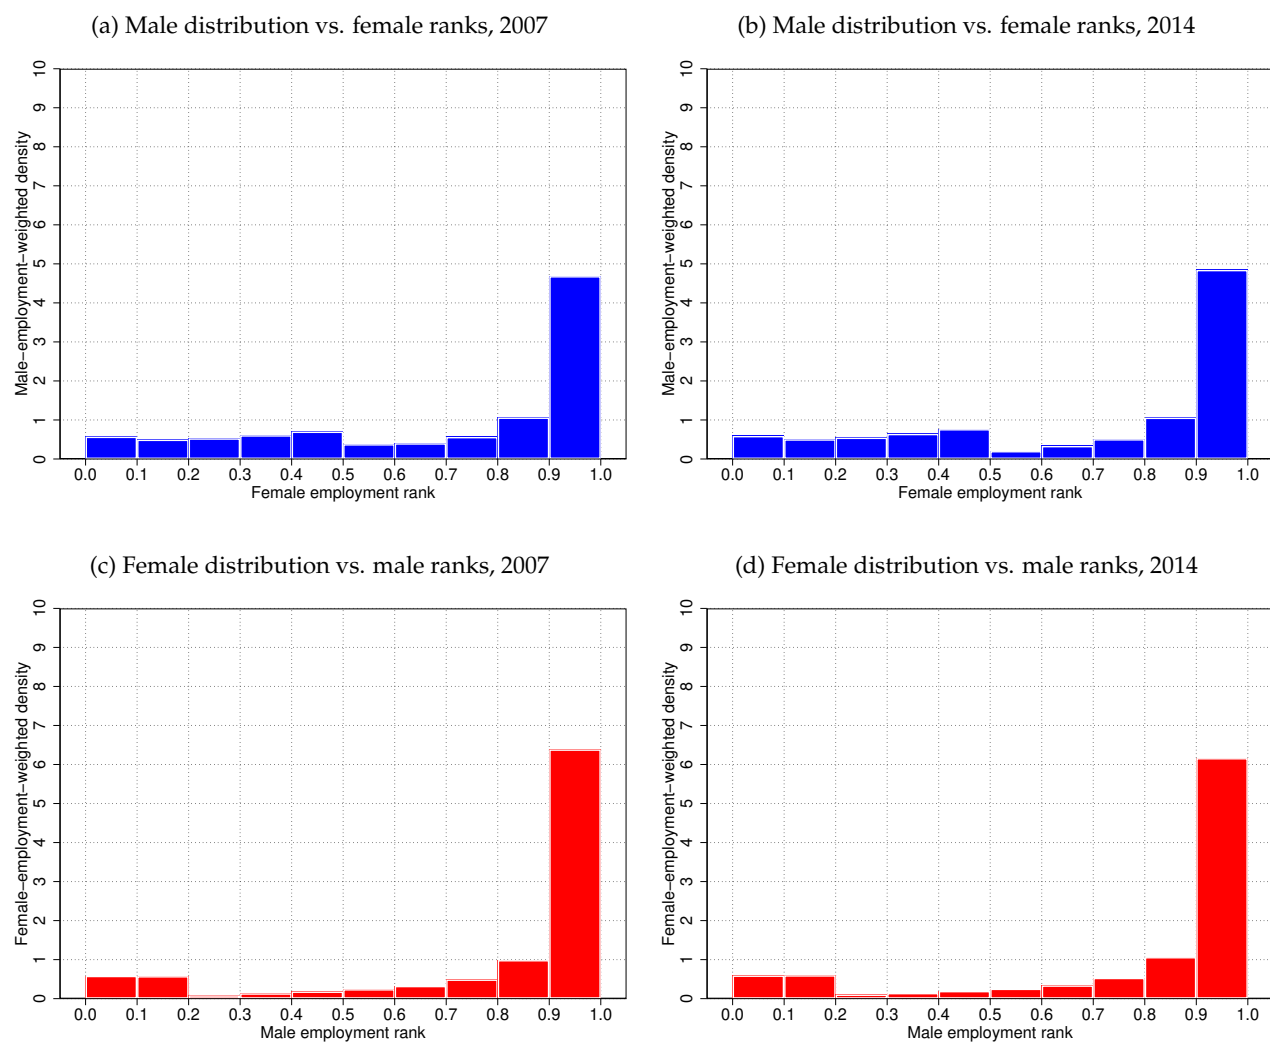 (a) Male distribution vs. female ranks, 2007
Male−employment−weighted density
0 1 2 3 4 5 6 7 8 9 10
0.0 0.1 0.2 0.3 0.4 0.5 0.6 0.7 0.8 0.9 1.0
Female employment rank
(b) Male distribution vs. female ranks, 2014
Male−employment−weighted density
0 1 2 3 4 5 6 7 8 9 10
0.0 0.1 0.2 0.3 0.4 0.5 0.6 0.7 0.8 0.9 1.0
Female employment rank
(c) Female distribution vs. male ranks, 2007
Female−employment−weighted density
0 1 2 3 4 5 6 7 8 9 10
0.0 0.1 0.2 0.3 0.4 0.5 0.6 0.7 0.8 0.9 1.0
Male employment rank
(d) Female distribution vs. male ranks, 2014
Female−employment−weighted density
0 1 2 3 4 5 6 7 8 9 10
0.0 0.1 0.2 0.3 0.4 0.5 0.6 0.7 0.8 0.9 1.0
Male employment rank